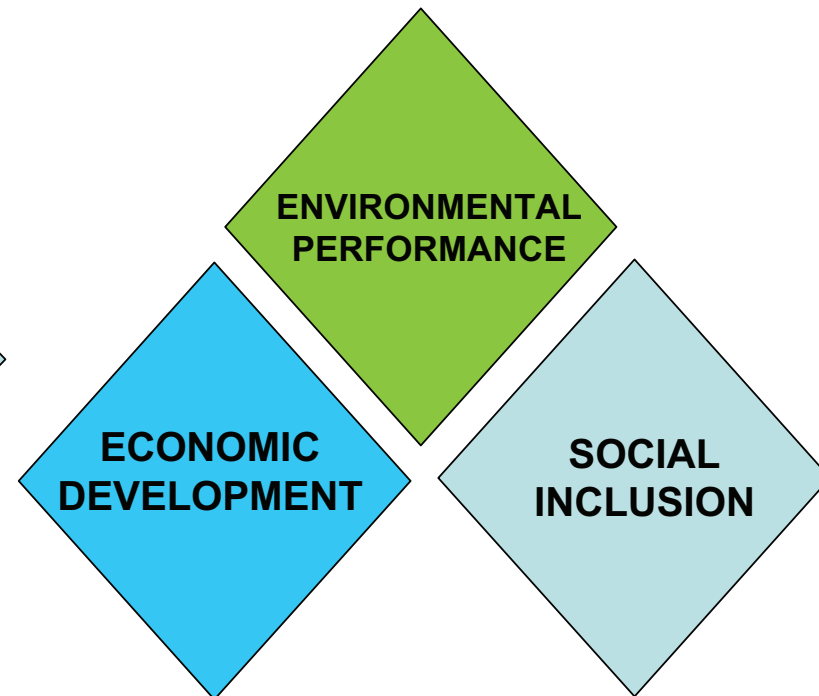 ENVIRONMENTAL
PERFORMANCE
ECONOMIC
DEVELOPMENT
SOCIAL
INCLUSION